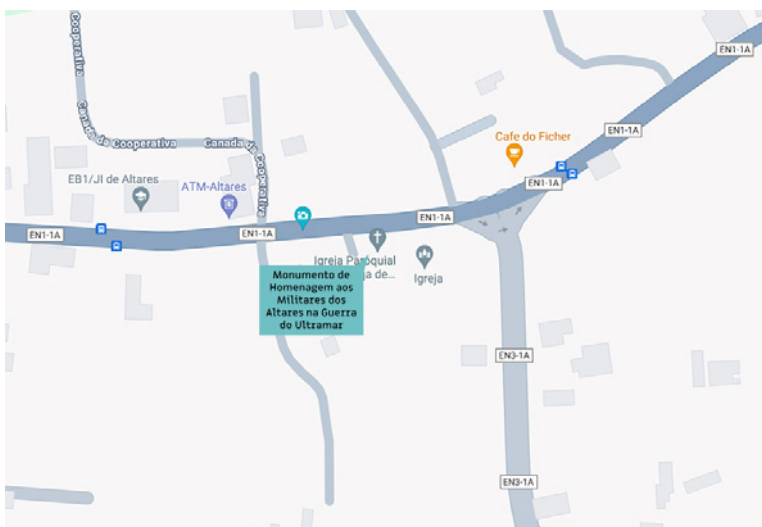 Cooperativa
Canada da Cooperativa
Canada da Cooperativa
EN1-1A
EN1-1A
Cafe do Ficher
EN1-1A
EB1/JI de Altares
ATM-Altares
EN1-1A
EN1-1A
EN1-1A
Igreja Paroquial
de...
Igreja
Monumento de
Homenagem aos
Militares dos
Altares na Guerra
do Ultramar
EN3-1A
EN3-1A